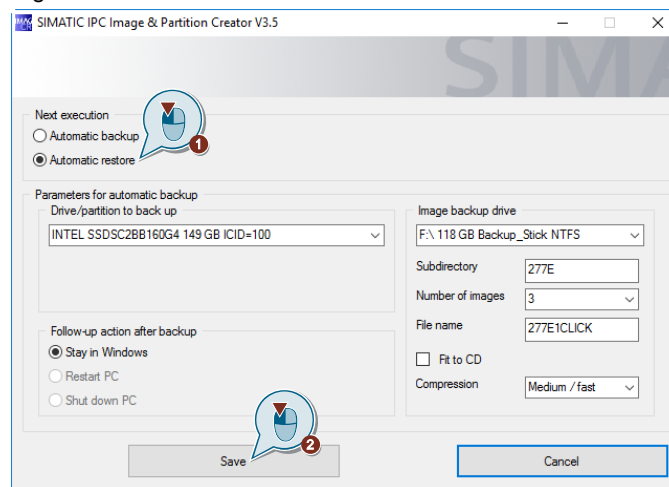 SIMATIC IPC Image & Partition Creator V3.5
Next execution
Automatic backup
1
Automatic restore
Parameters for automatic backup
Drive/partition to back up
INTEL SSDSC2BB160G4 149 GB ICID=100
Image backup drive
F:\ 118 GB Backup_Stick NTFS
Subdirectory
277E
Number of images
3
File name
277E1CLICK
Fit to CD
Compression
Medium / fast
Follow-up action after backup
Stay in Windows
Restart PC
Shut down PC
2
Save
Cancel